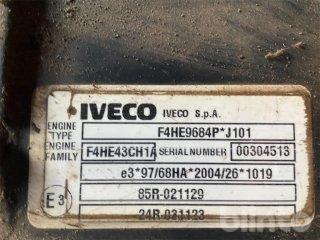 IVECO IVECO S.p.A.
ENGINE TYPE F4HE9684P*J101
ENGINE FAMILY F4HE43CH1A SERIAL NUMBER 00304513
e3*97/68HA*2004/26*1019
E3 85R-021129
24R-031123
blinto